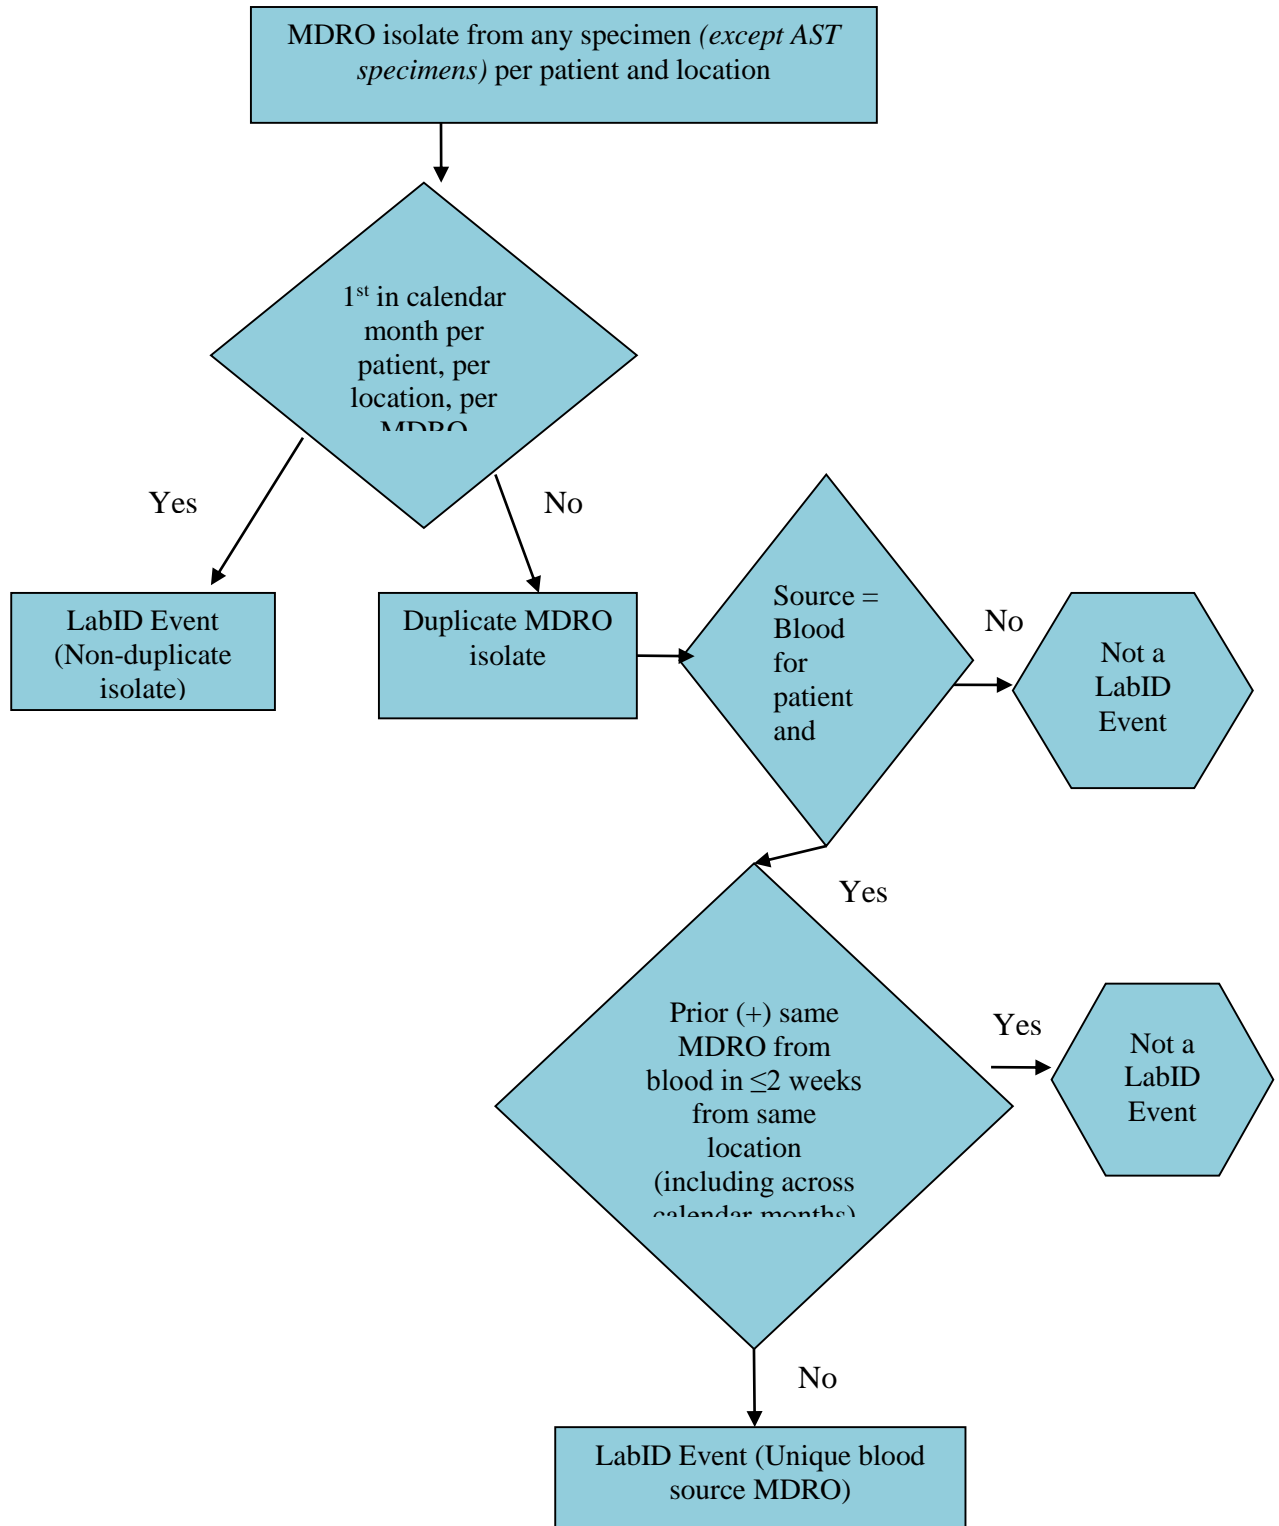 MDRO isolate from any specimen (except AST
specimens) per patient and location
1st in calendar
month per
patient, per
location, per
MDRO
Yes
No
LabID Event
(Non-duplicate
isolate)
Duplicate MDRO
isolate
Source =
Blood
for
patient
and
No
Not a
LabID
Event
Yes
Prior (+) same
MDRO from
blood in ≤2 weeks
from same
location
(including across
calendar months)
Yes
Not a
LabID
Event
No
LabID Event (Unique blood
source MDRO)